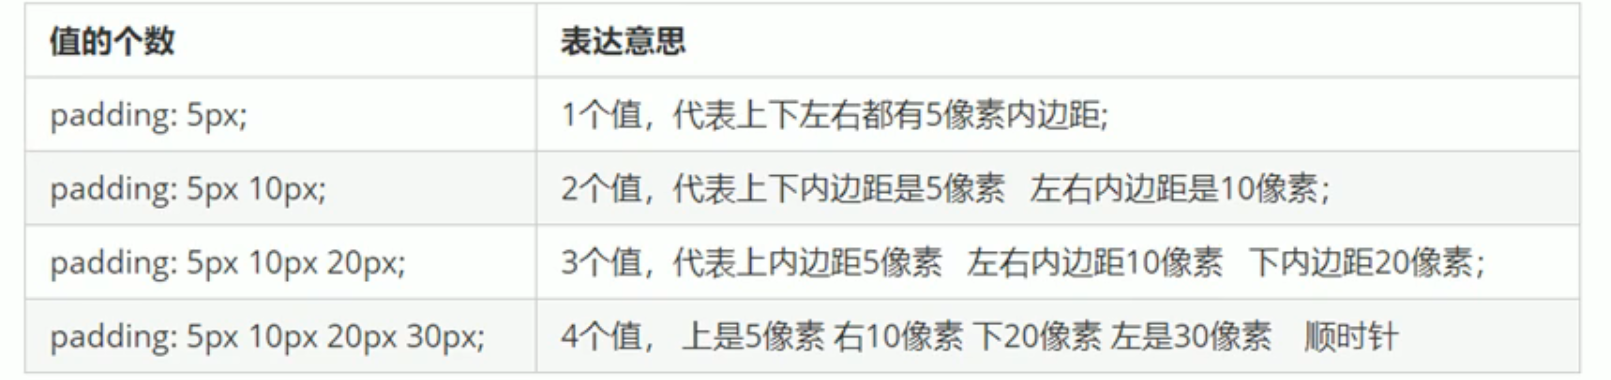 值的个数 表达意思
padding: 5px; 1个值，代表上下左右都有5像素内边距;
padding: 5px 10px; 2个值，代表上下内边距是5像素 左右内边距是10像素；
padding: 5px 10px 20px; 3个值，代表上内边距5像素 左右内边距10像素 下内边距20像素；
padding: 5px 10px 20px 30px; 4个值， 上是5像素 右10像素 下20像素 左是30像素 顺时针